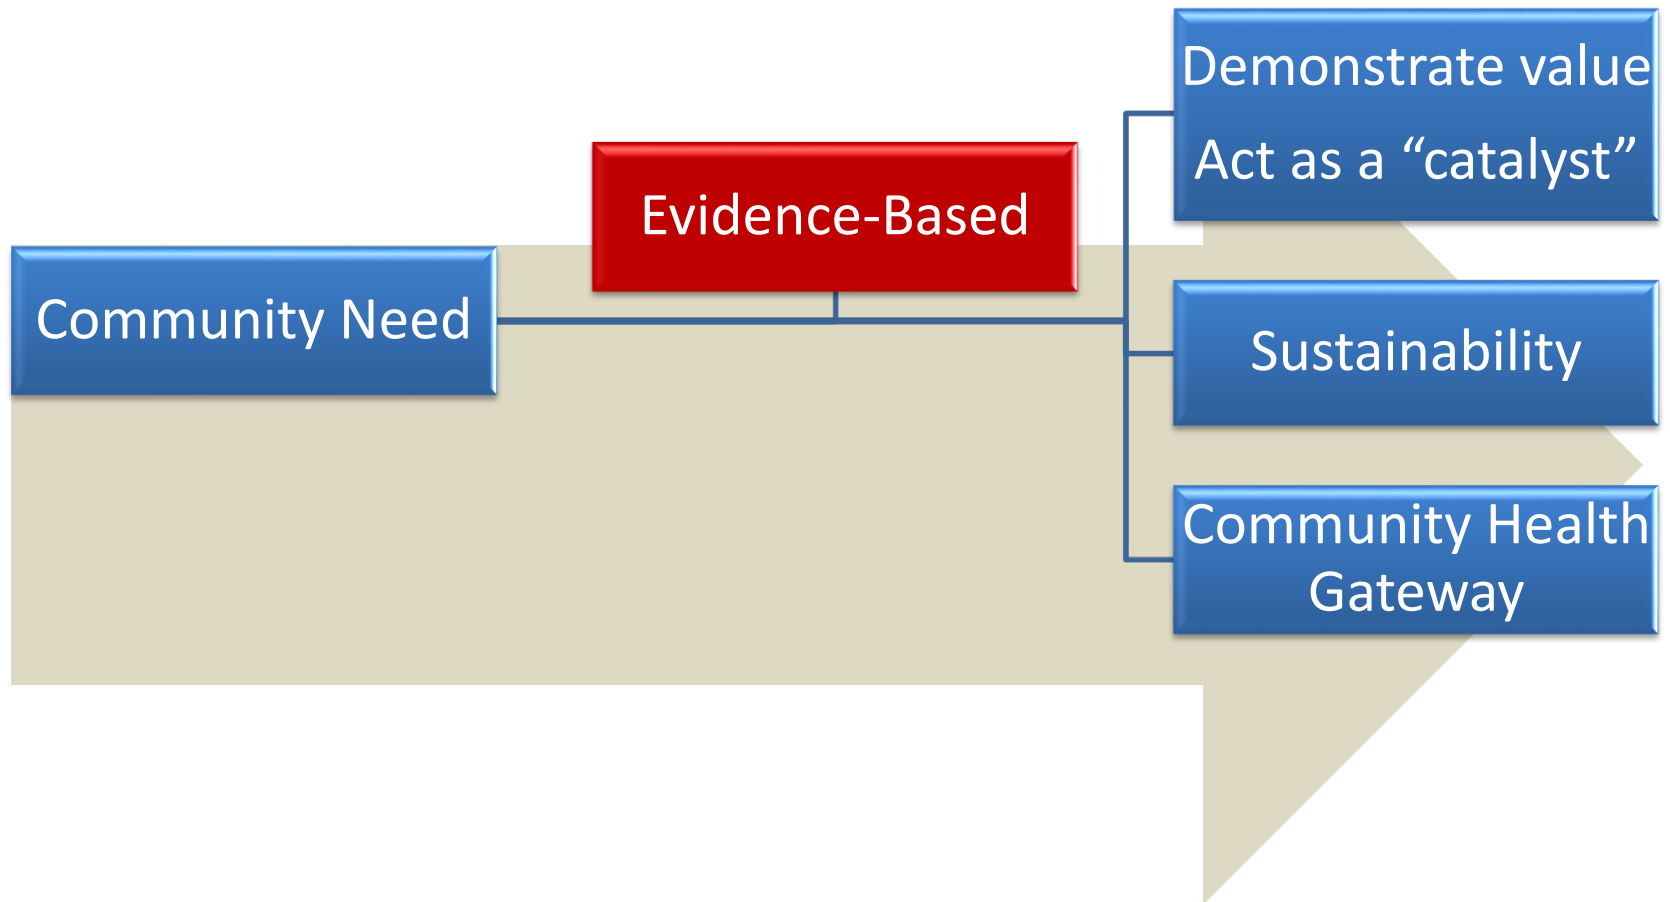 Community Need
Evidence-Based
Demonstrate value
Act as a “catalyst”
Sustainability
Community Health
Gateway